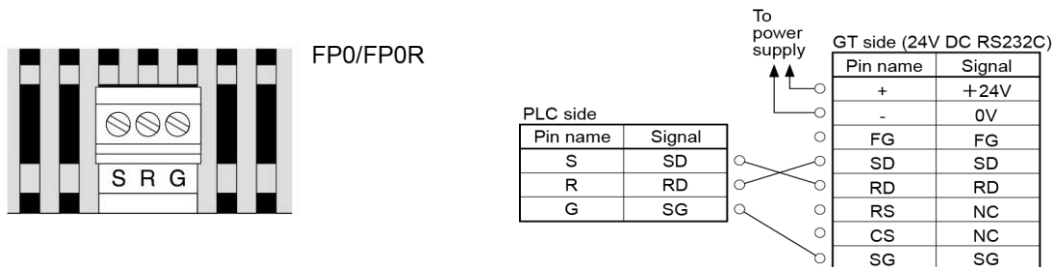 FP0/FP0R
S R G
To
power
supply
PLC side
Pin name Signal
S SD
R RD
G SG
GT side (24V DC RS232C)
Pin name Signal
+ +24V
- 0V
FG FG
SD SD
RD RD
RS NC
CS NC
SG SG